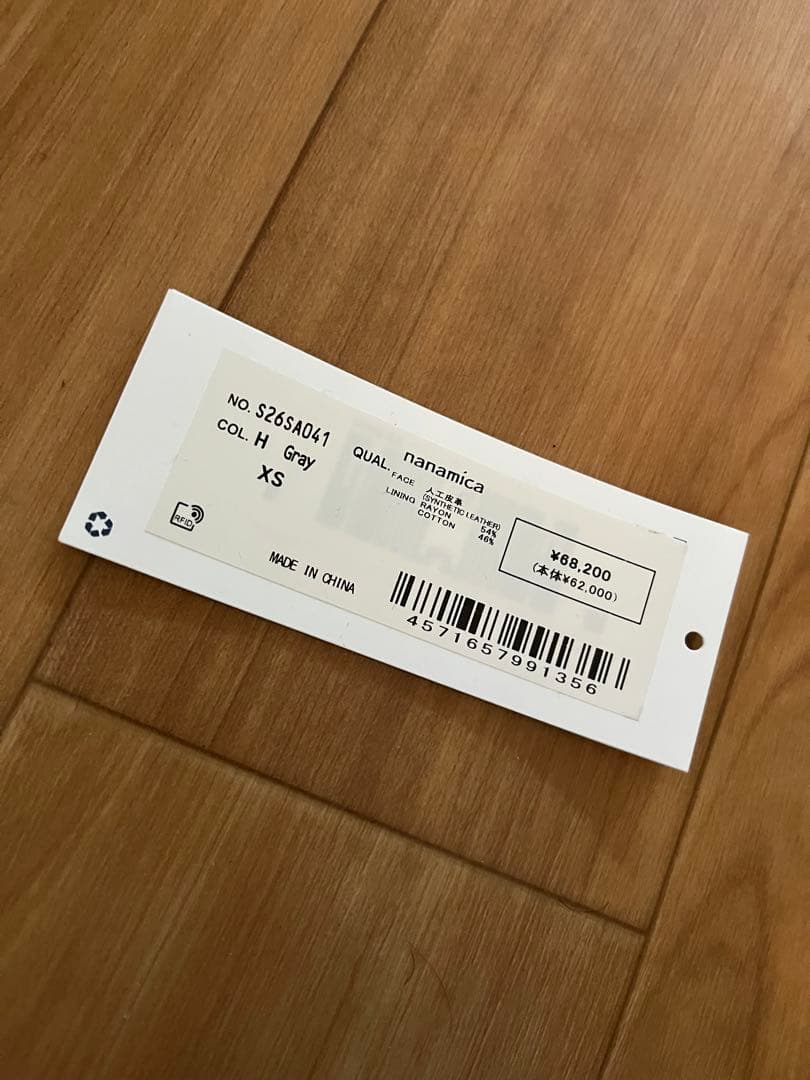 NO. S26SA041
COL. H Gray
XS
nanamica
QUAL. FACE 人工皮革
(SYNTHETIC LEATHER)
LINING RAYON 54%
COTTON 46%
¥68,200
(本体¥62,000)
RFID
MADE IN CHINA
4571657991356